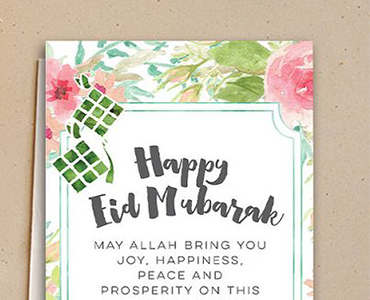 Happy
Eid Mubarak
MAY ALLAH BRING YOU
JOY, HAPPINESS,
PEACE AND
PROSPERITY ON THIS